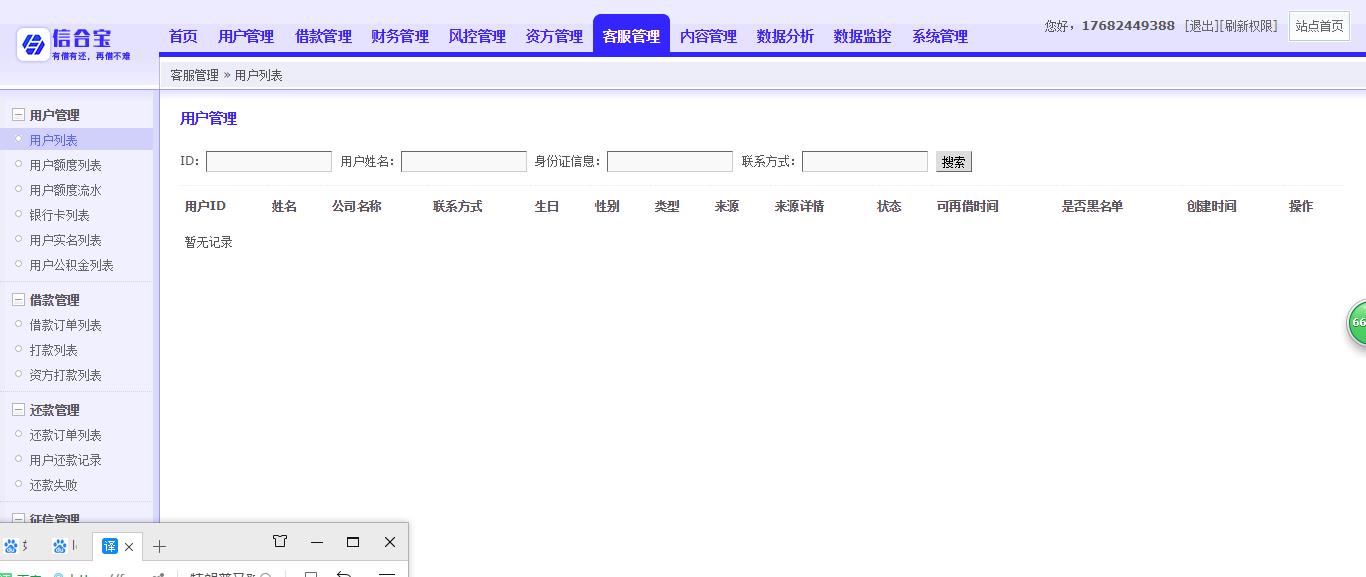 信合宝
有借有还，再借不难
首页 用户管理 借款管理 财务管理 风控管理 资方管理 客服管理 内容管理 数据分析 数据监控 系统管理
您好，17682449388 [退出][刷新权限] 站点首页
客服管理 » 用户列表
用户管理
用户列表
用户额度列表
用户额度流水
银行卡列表
用户实名列表
用户公积金列表
借款管理
借款订单列表
打款列表
资方打款列表
还款管理
还款订单列表
用户还款记录
还款失败
征信管理
用户管理
ID： 用户姓名： 身份证信息： 联系方式： 搜索
用户ID 姓名 公司名称 联系方式 生日 性别 类型 来源 来源详情 状态 可再借时间 是否黑名单 创建时间 操作
暂无记录
66
译